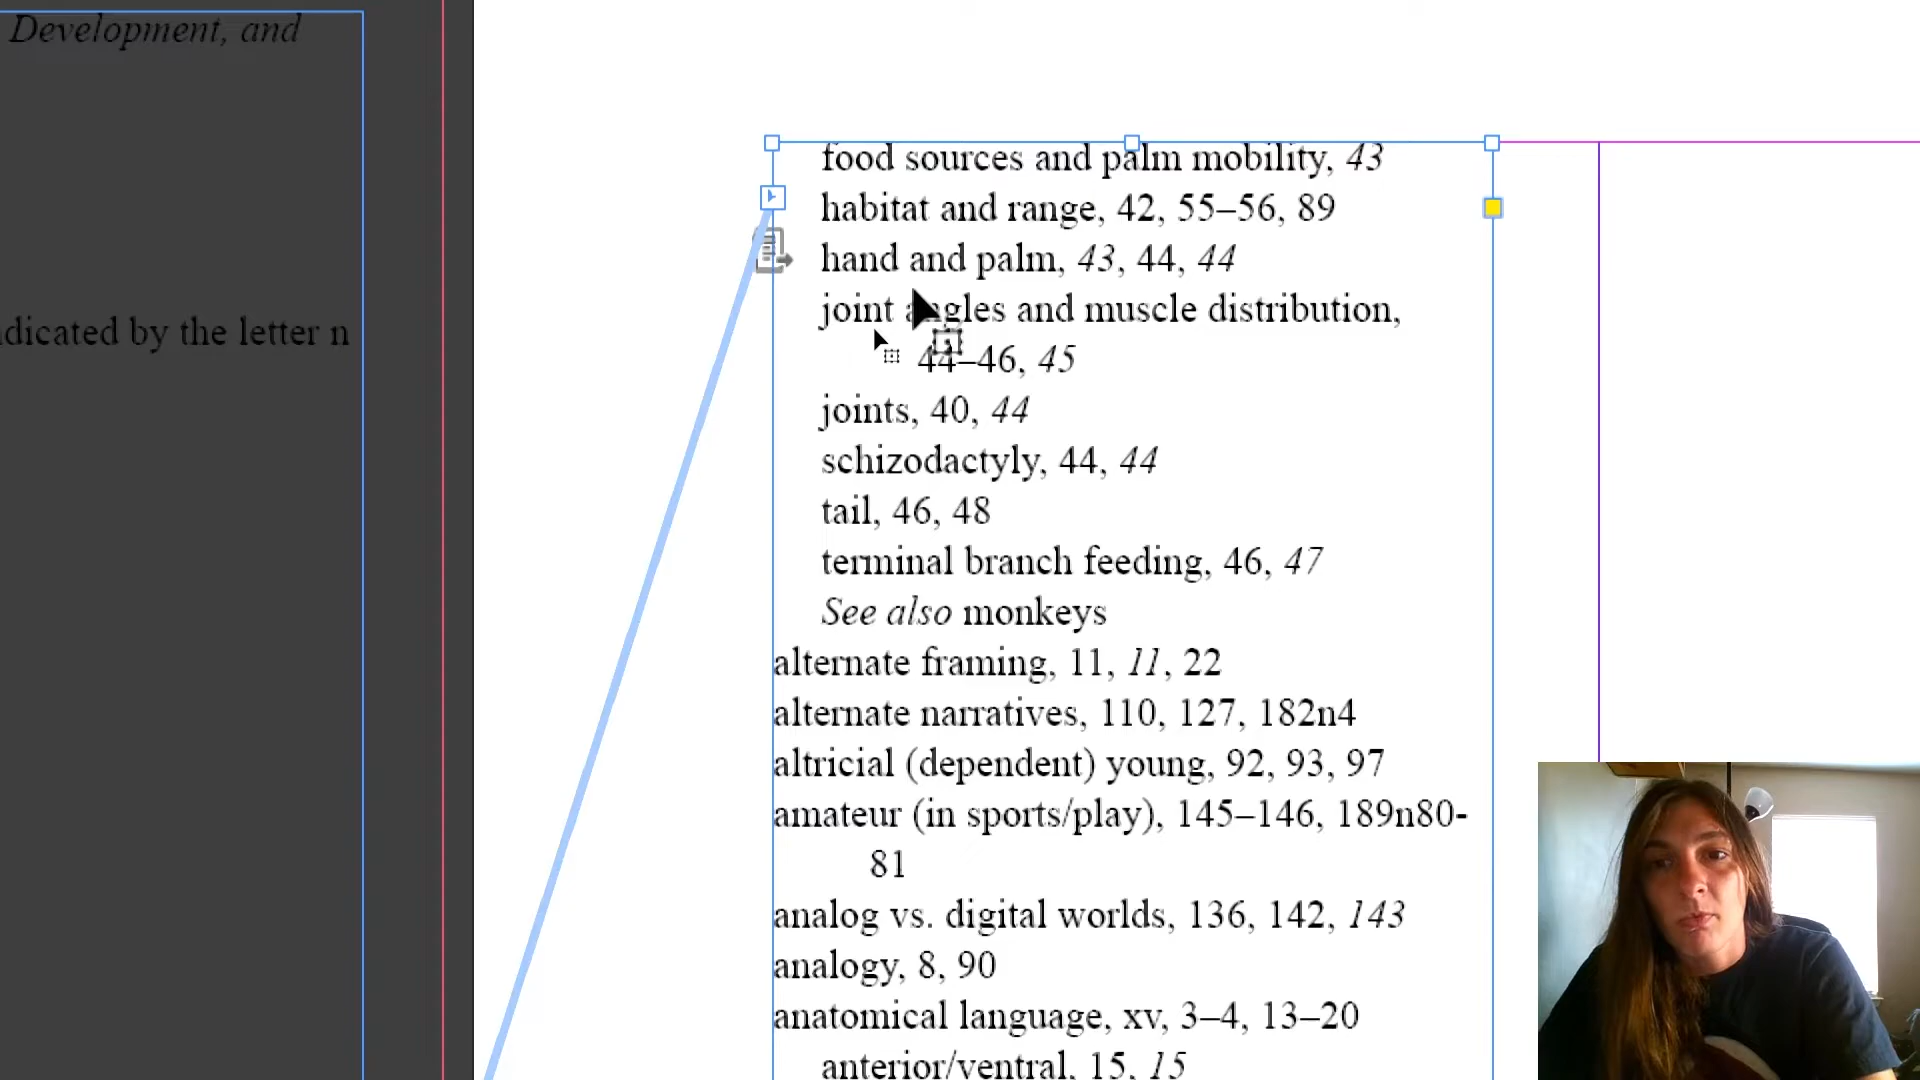 Development, and
dicated by the letter n
food sources and palm mobility, 43
habitat and range, 42, 55–56, 89
hand and palm, 43, 44, 44
joint angles and muscle distribution,
44–46, 45
joints, 40, 44
schizodactyly, 44, 44
tail, 46, 48
terminal branch feeding, 46, 47
See also monkeys
alternate framing, 11, 11, 22
alternate narratives, 110, 127, 182n4
altricial (dependent) young, 92, 93, 97
amateur (in sports/play), 145–146, 189n80-
81
analog vs. digital worlds, 136, 142, 143
analogy, 8, 90
anatomical language, xv, 3–4, 13–20
anterior/ventral, 15, 15